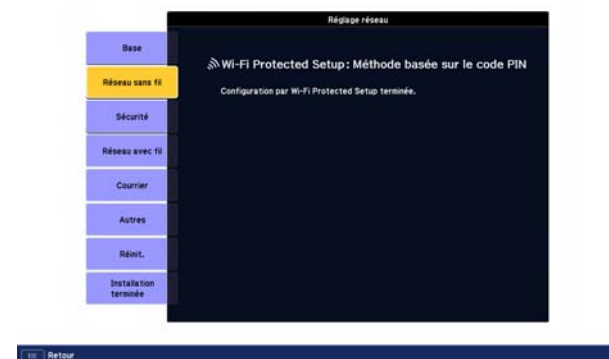 Réglage réseau
Base
Réseau sans fil
Sécurité
Réseau avec fil
Courrier
Autres
Réinit.
Installation
terminée
Wi-Fi Protected Setup: Méthode basée sur le code PIN
Configuration par Wi-Fi Protected Setup terminée.
Retour